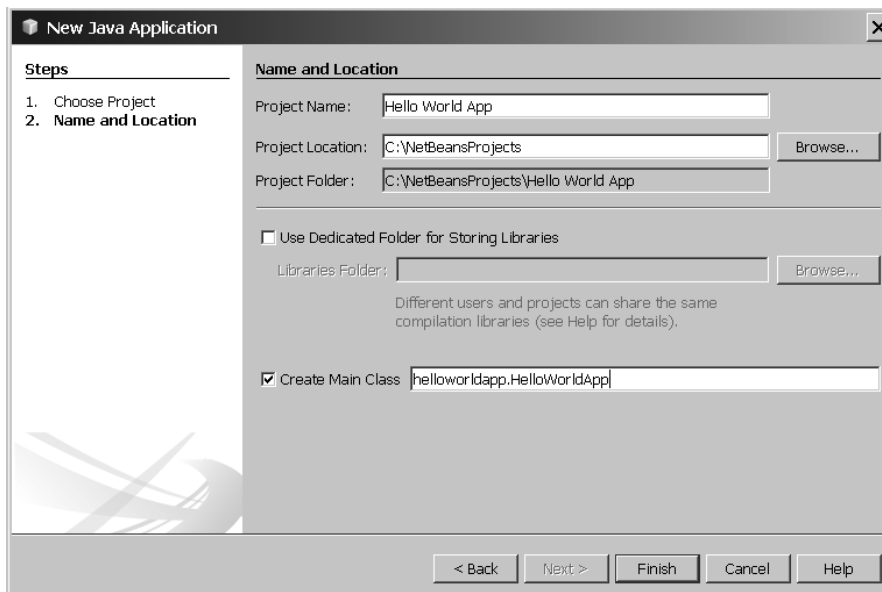 New Java Application
Steps
1. Choose Project
2. Name and Location
Name and Location
Project Name: Hello World App
Project Location: C:\NetBeansProjects Browse...
Project Folder: C:\NetBeansProjects\Hello World App
Use Dedicated Folder for Storing Libraries
Libraries Folder: Browse...
Different users and projects can share the same
compilation libraries (see Help for details).
Create Main Class helloworldapp.HelloWorldApp
< Back Next > Finish Cancel Help